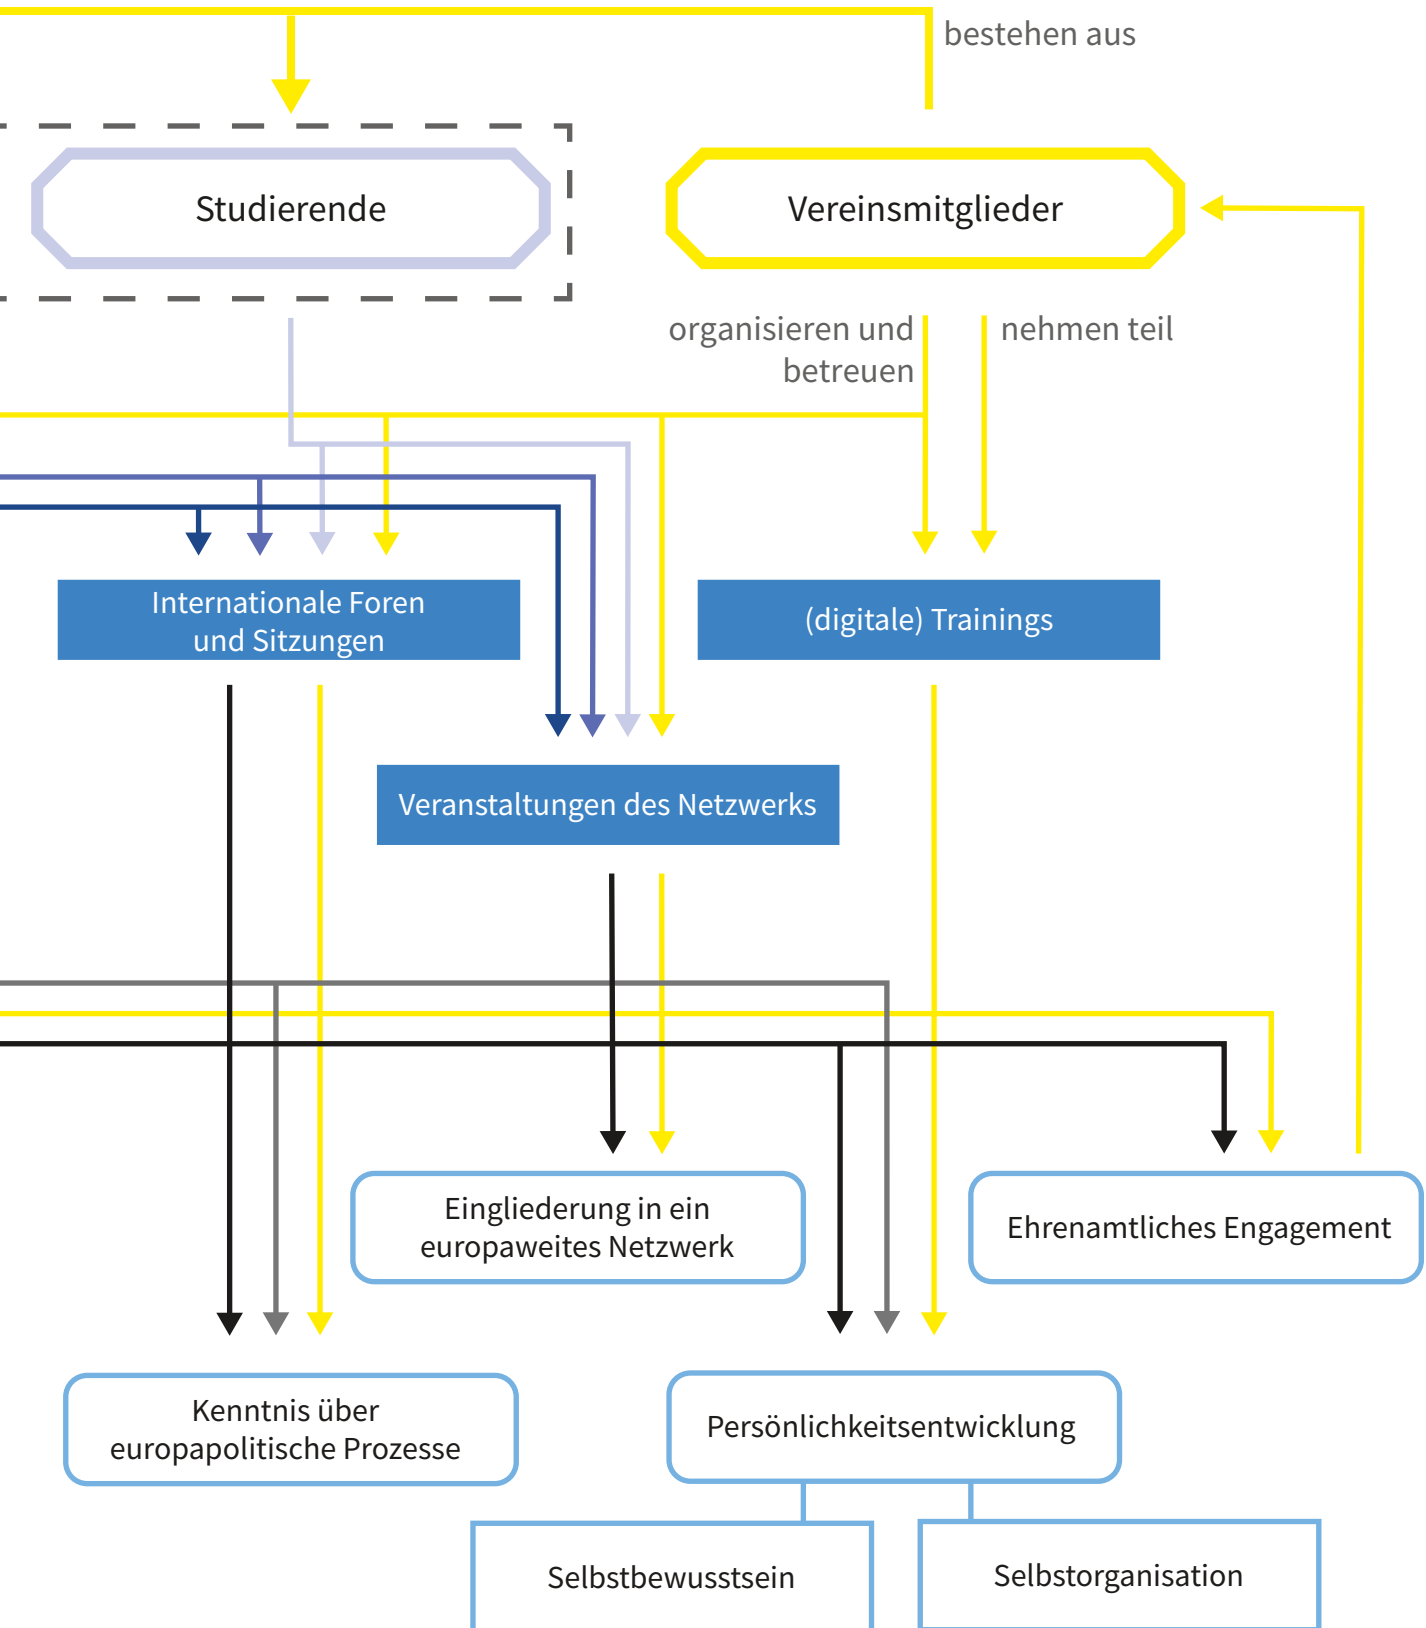 bestehen aus
Studierende
Vereinsmitglieder
organisieren und
betreuen
nehmen teil
Internationale Foren
und Sitzungen
(digitale) Trainings
Veranstaltungen des Netzwerks
Eingliederung in ein
europaweites Netzwerk
Ehrenamtliches Engagement
Kenntnis über
europapolitische Prozesse
Persönlichkeitsentwicklung
Selbstbewusstsein
Selbstorganisation